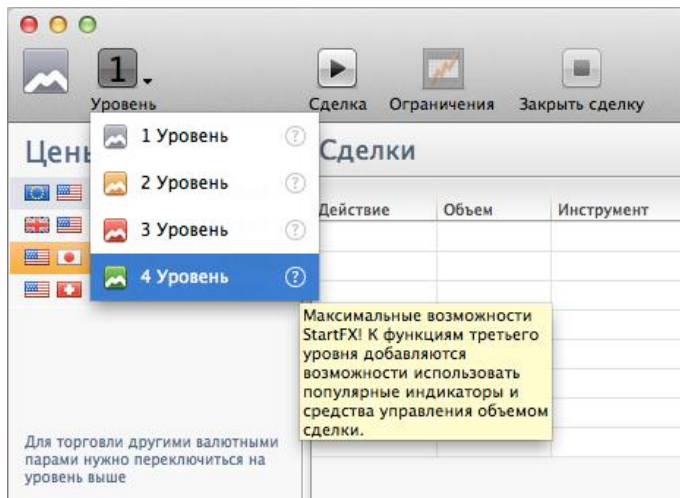 1
Уровень
Сделка
Ограничения
Закрыть сделку
Цены
1 Уровень ?
2 Уровень ?
3 Уровень ?
4 Уровень ?
Сделки
Действие
Объем
Инструмент
Максимальные возможности
StartFX! К функциям третьего
уровня добавляются
возможности использовать
популярные индикаторы и
средства управления объемом
сделки.
Для торговли другими валютными
парами нужно переключиться на
уровень выше